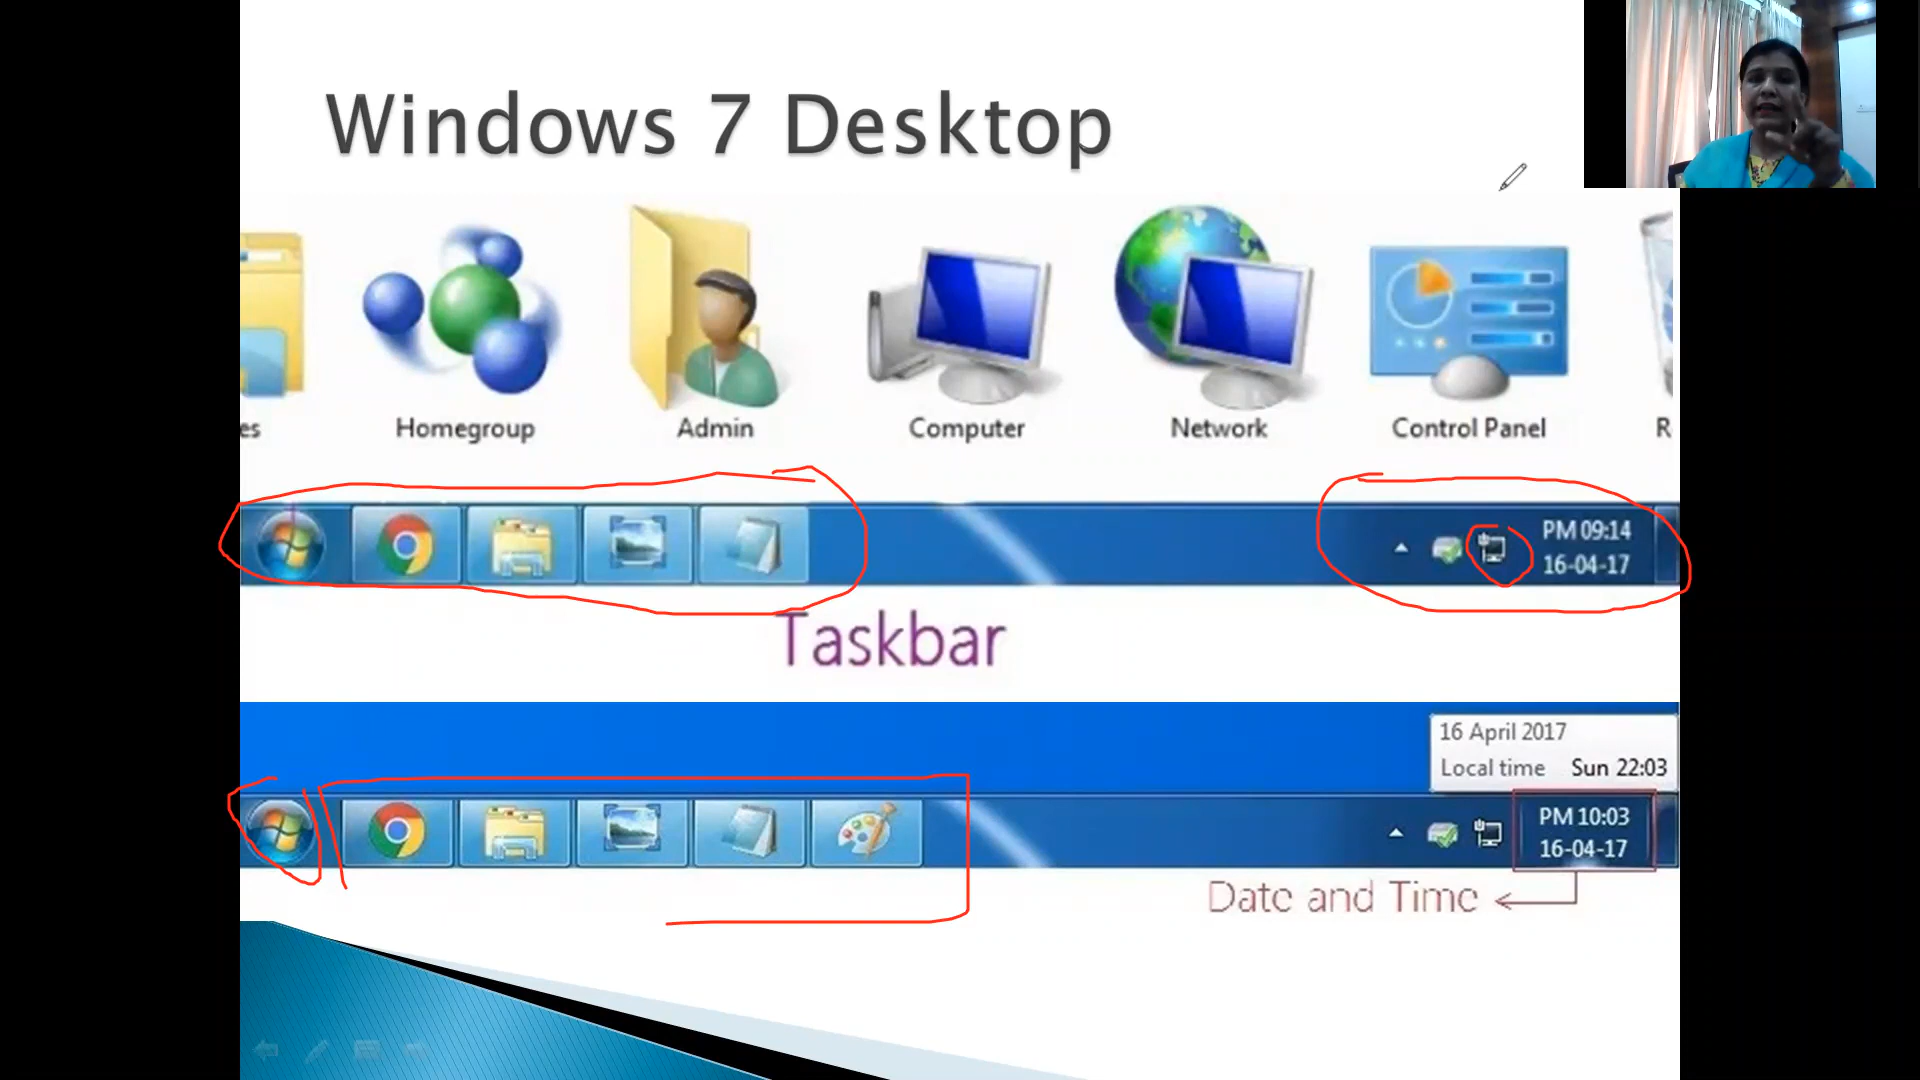 Windows 7 Desktop
es Homegroup Admin Computer Network Control Panel R
PM 09:14
16-04-17
Taskbar
16 April 2017
Local time Sun 22:03
PM 10:03
16-04-17
Date and Time